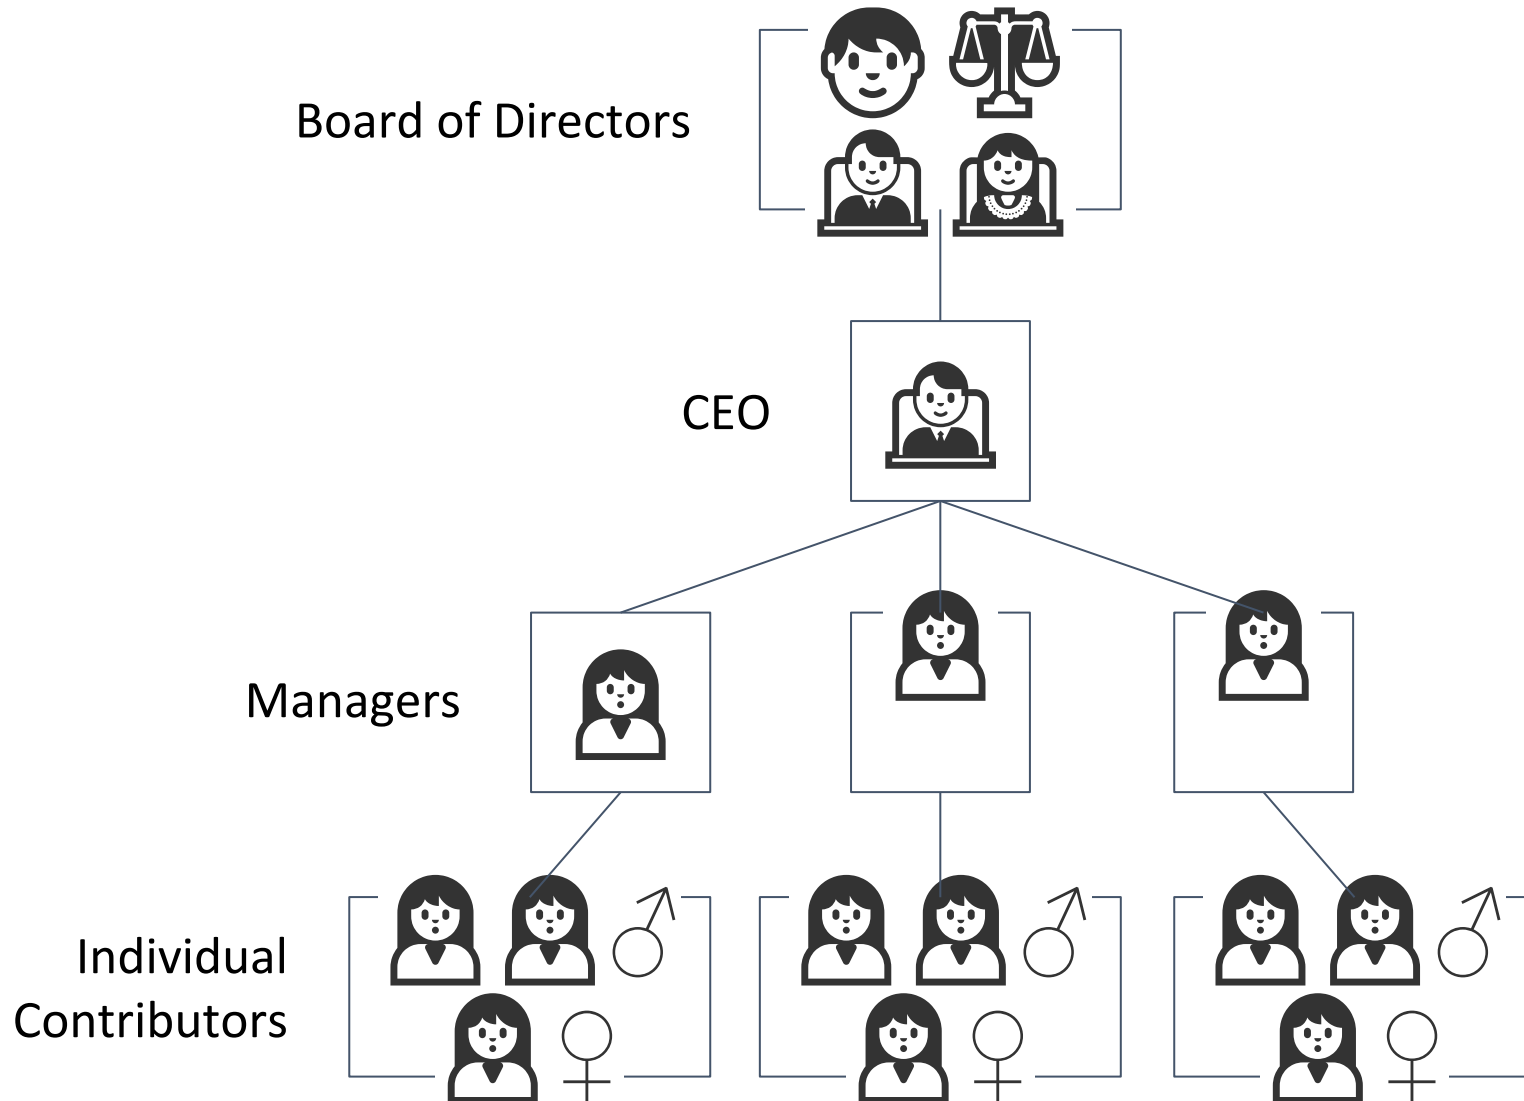 Board of Directors
CEO
Managers
Individual
Contributors